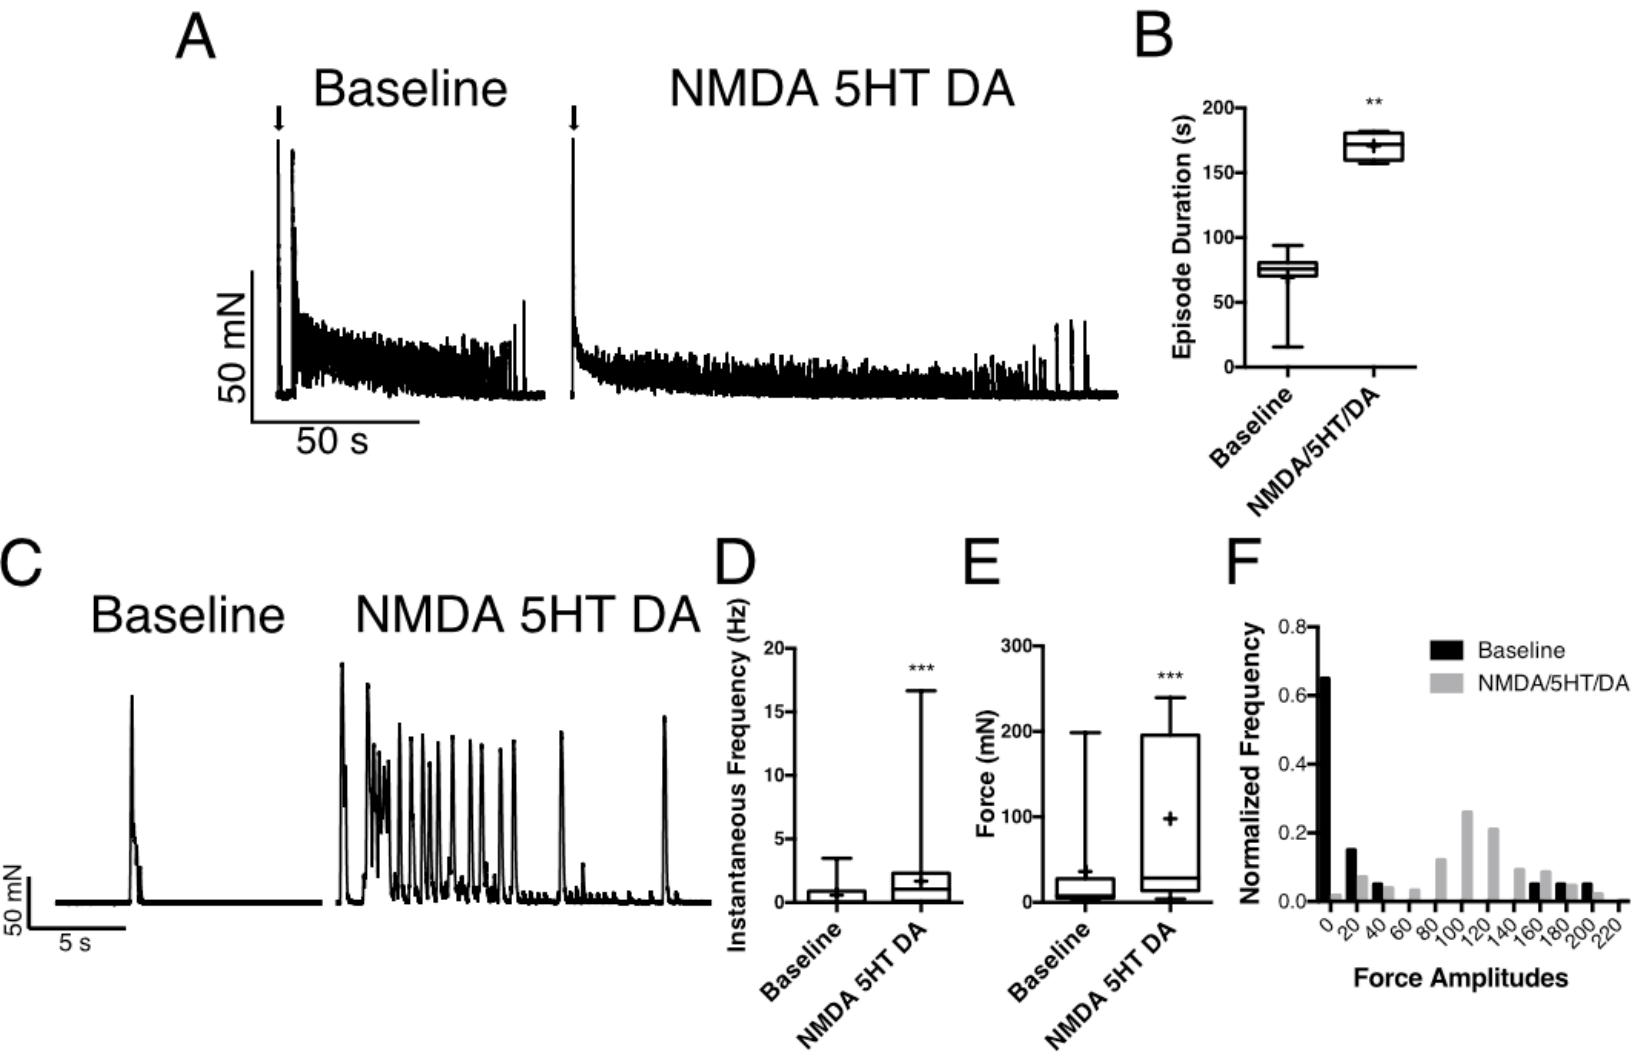 A
Baseline
NMDA 5HT DA
50 mN
50 s
B
Episode Duration (s)
200
**
150
100
50
0
Baseline
NMDA/5HT/DA
C
Baseline
NMDA 5HT DA
50 mN
5 s
D
Instantaneous Frequency (Hz)
20
***
15
10
5
0
Baseline
NMDA 5HT DA
E
Force (mN)
300
***
200
100
0
Baseline
NMDA 5HT DA
F
Normalized Frequency
0.8
Baseline
NMDA/5HT/DA
0.6
0.4
0.2
0.0
0 20 40 60 80 100 120 140 160 180 200 220
Force Amplitudes